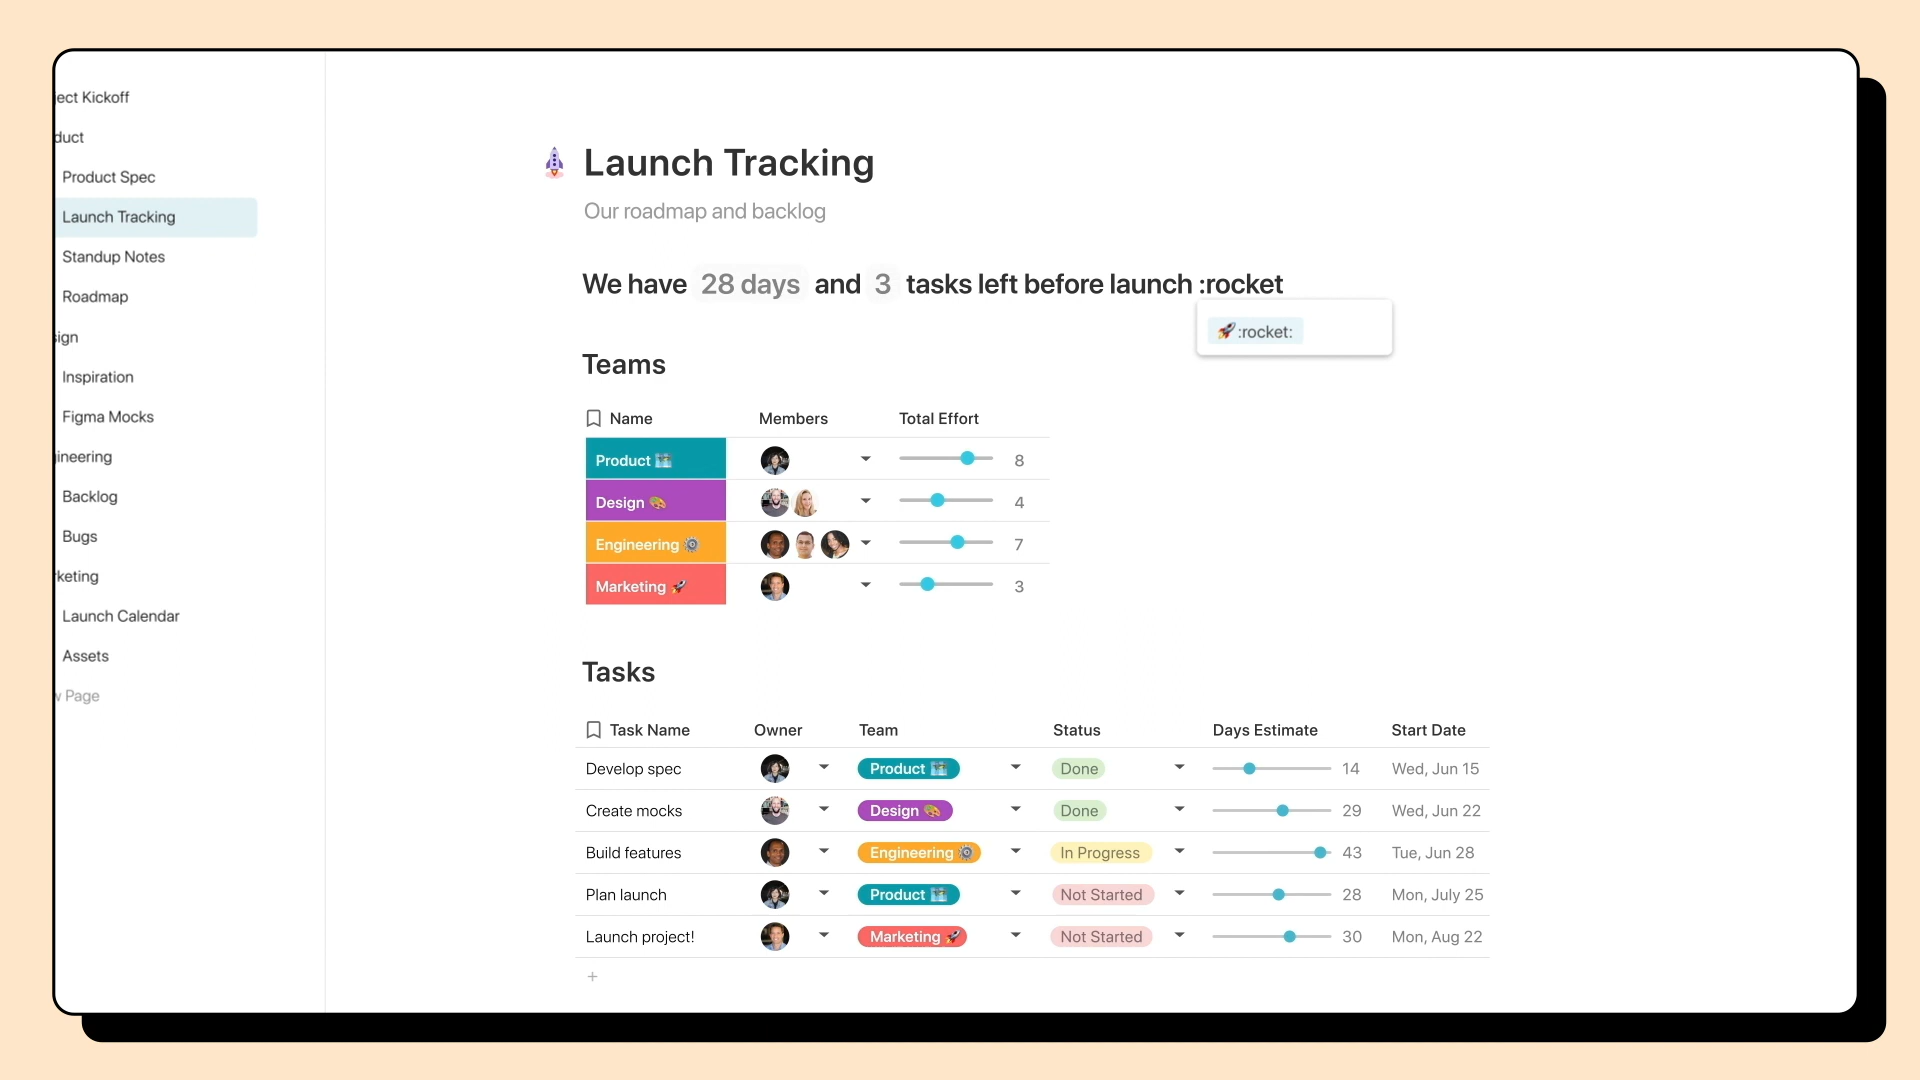 ect Kickoff
duct
Product Spec
Launch Tracking
Standup Notes
Roadmap
ign
Inspiration
Figma Mocks
ineering
Backlog
Bugs
keting
Launch Calendar
Assets
w Page
Launch Tracking
Our roadmap and backlog
We have 28 days and 3 tasks left before launch :rocket
🚀:rocket:
Teams
Name Members Total Effort
Product 8
Design 🎨 4
Engineering ⚙️ 7
Marketing 🚀 3
Tasks
Task Name Owner Team Status Days Estimate Start Date
Develop spec Product Done 14 Wed, Jun 15
Create mocks Design 🎨 Done 29 Wed, Jun 22
Build features Engineering ⚙️ In Progress 43 Tue, Jun 28
Plan launch Product Not Started 28 Mon, July 25
Launch project! Marketing 🚀 Not Started 30 Mon, Aug 22
+